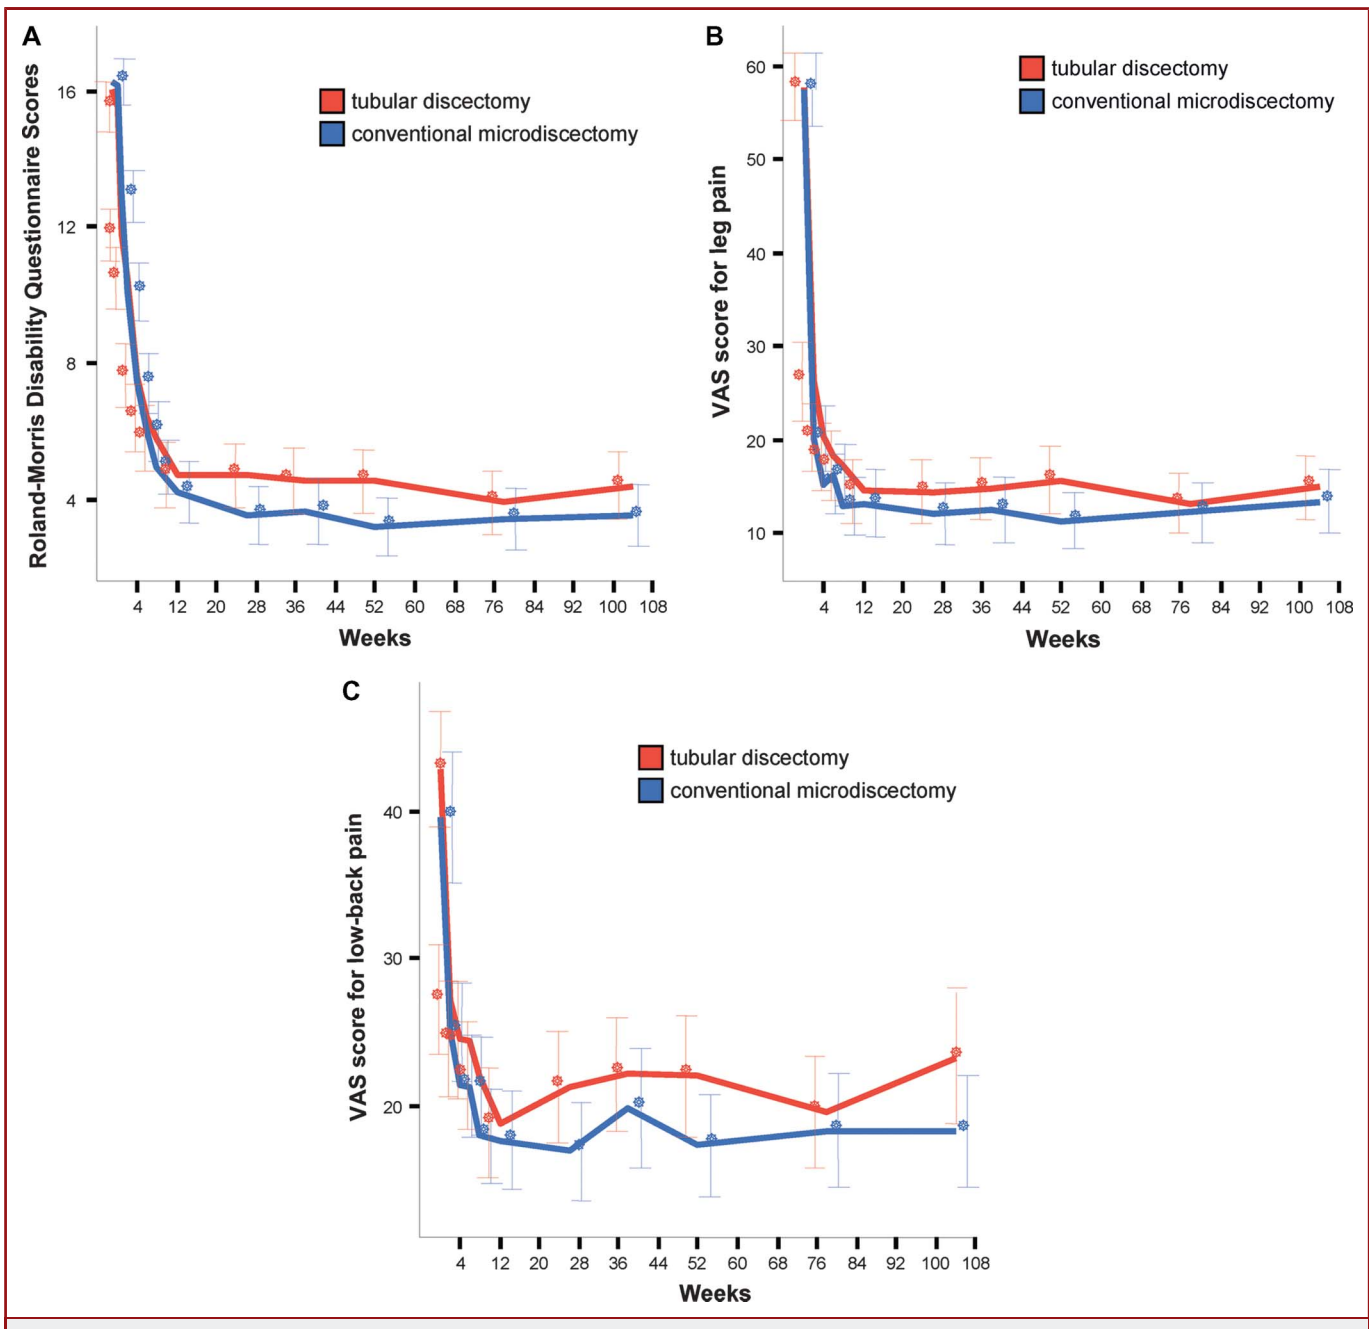 A
Roland-Morris Disability Questionnaire Scores
16
12
8
4
tubular discectomy
conventional microdiscectomy
4 12 20 28 36 44 52 60 68 76 84 92 100 108
Weeks
B
VAS score for leg pain
60
50
40
30
20
10
tubular discectomy
conventional microdiscectomy
4 12 20 28 36 44 52 60 68 76 84 92 100 108
Weeks
C
VAS score for low-back pain
40
30
20
tubular discectomy
conventional microdiscectomy
4 12 20 28 36 44 52 60 68 76 84 92 100 108
Weeks